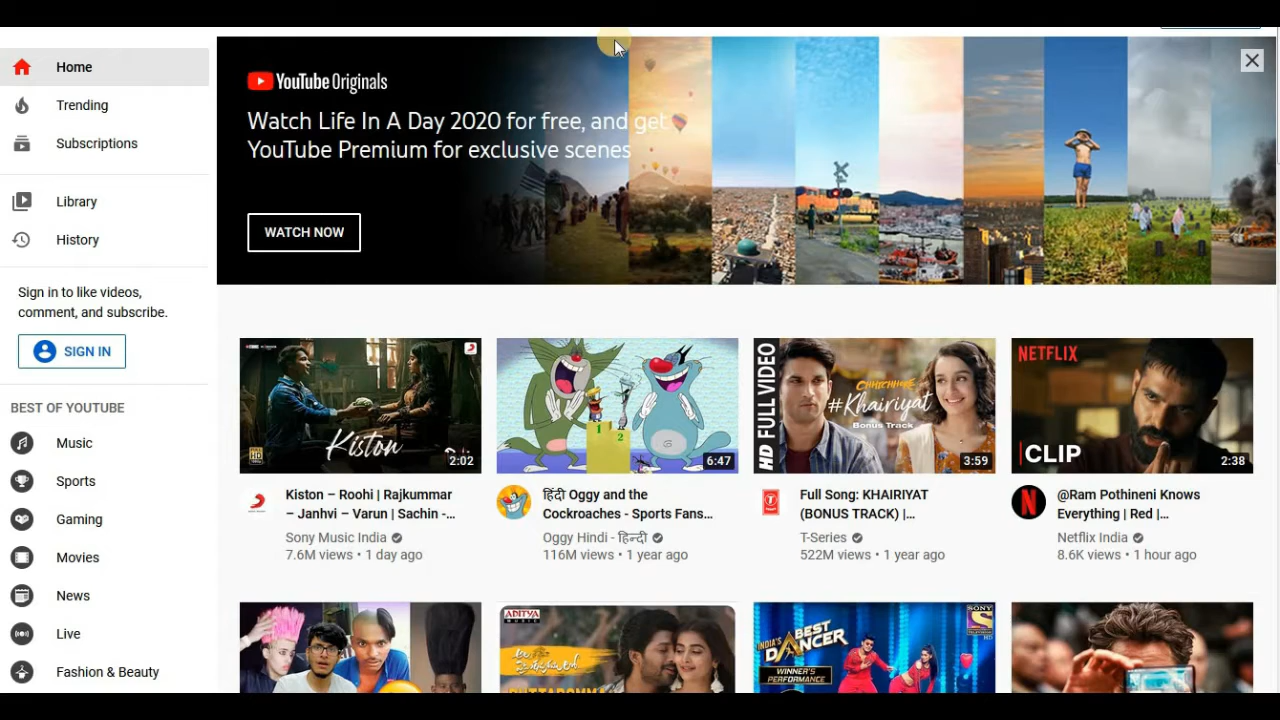 Home
Trending
Subscriptions
Library
History
Sign in to like videos,
comment, and subscribe.
SIGN IN
BEST OF YOUTUBE
Music
Sports
Gaming
Movies
News
Live
Fashion & Beauty
YouTube Originals
Watch Life In A Day 2020 for free, and get
YouTube Premium for exclusive scenes
WATCH NOW
Kiston
2:02
Kiston – Roohi | Rajkummar
– Janhvi – Varun | Sachin -...
Sony Music India
7.6M views • 1 day ago
1
2
6:47
हिंदी Oggy and the
Cockroaches - Sports Fans...
Oggy Hindi - हिन्दी
116M views • 1 year ago
HD FULL VIDEO
CHHICHHORE
#Khairiyat
Bonus Track
3:59
Full Song: KHAIRIYAT
(BONUS TRACK) |...
T-Series
522M views • 1 year ago
NETFLIX
CLIP
2:38
@Ram Pothineni Knows
Everything | Red |...
Netflix India
8.6K views • 1 hour ago
ADITYA
MUSIC
SONY
INDIA'S BEST
DANCER
WINNER'S
PERFORMANCE